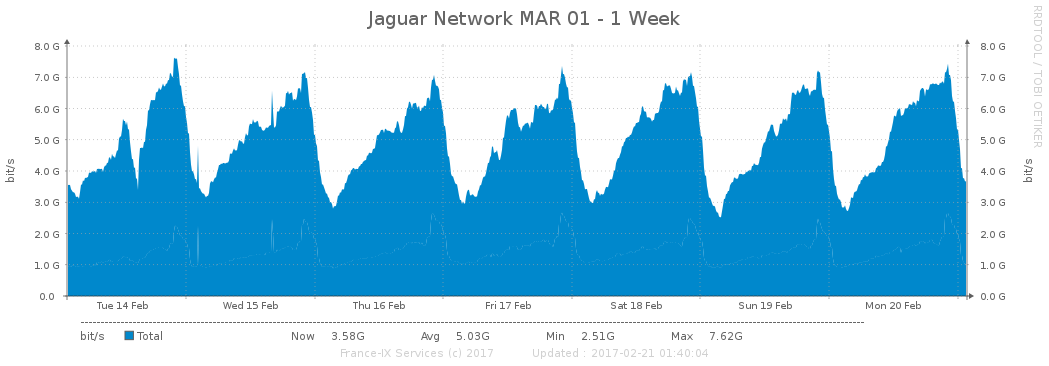 Jaguar Network MAR 01 - 1 Week
RRDTOOL / TOBI OETIKER
bit/s
bit/s
8.0 G 8.0 G
7.0 G 7.0 G
6.0 G 6.0 G
5.0 G 5.0 G
4.0 G 4.0 G
3.0 G 3.0 G
2.0 G 2.0 G
1.0 G 1.0 G
0.0 0.0 G
Tue 14 Feb Wed 15 Feb Thu 16 Feb Fri 17 Feb Sat 18 Feb Sun 19 Feb Mon 20 Feb
bit/s Total Now 3.58G Avg 5.03G Min 2.51G Max 7.62G
France-IX Services (c) 2017 Updated : 2017-02-21 01:40:04